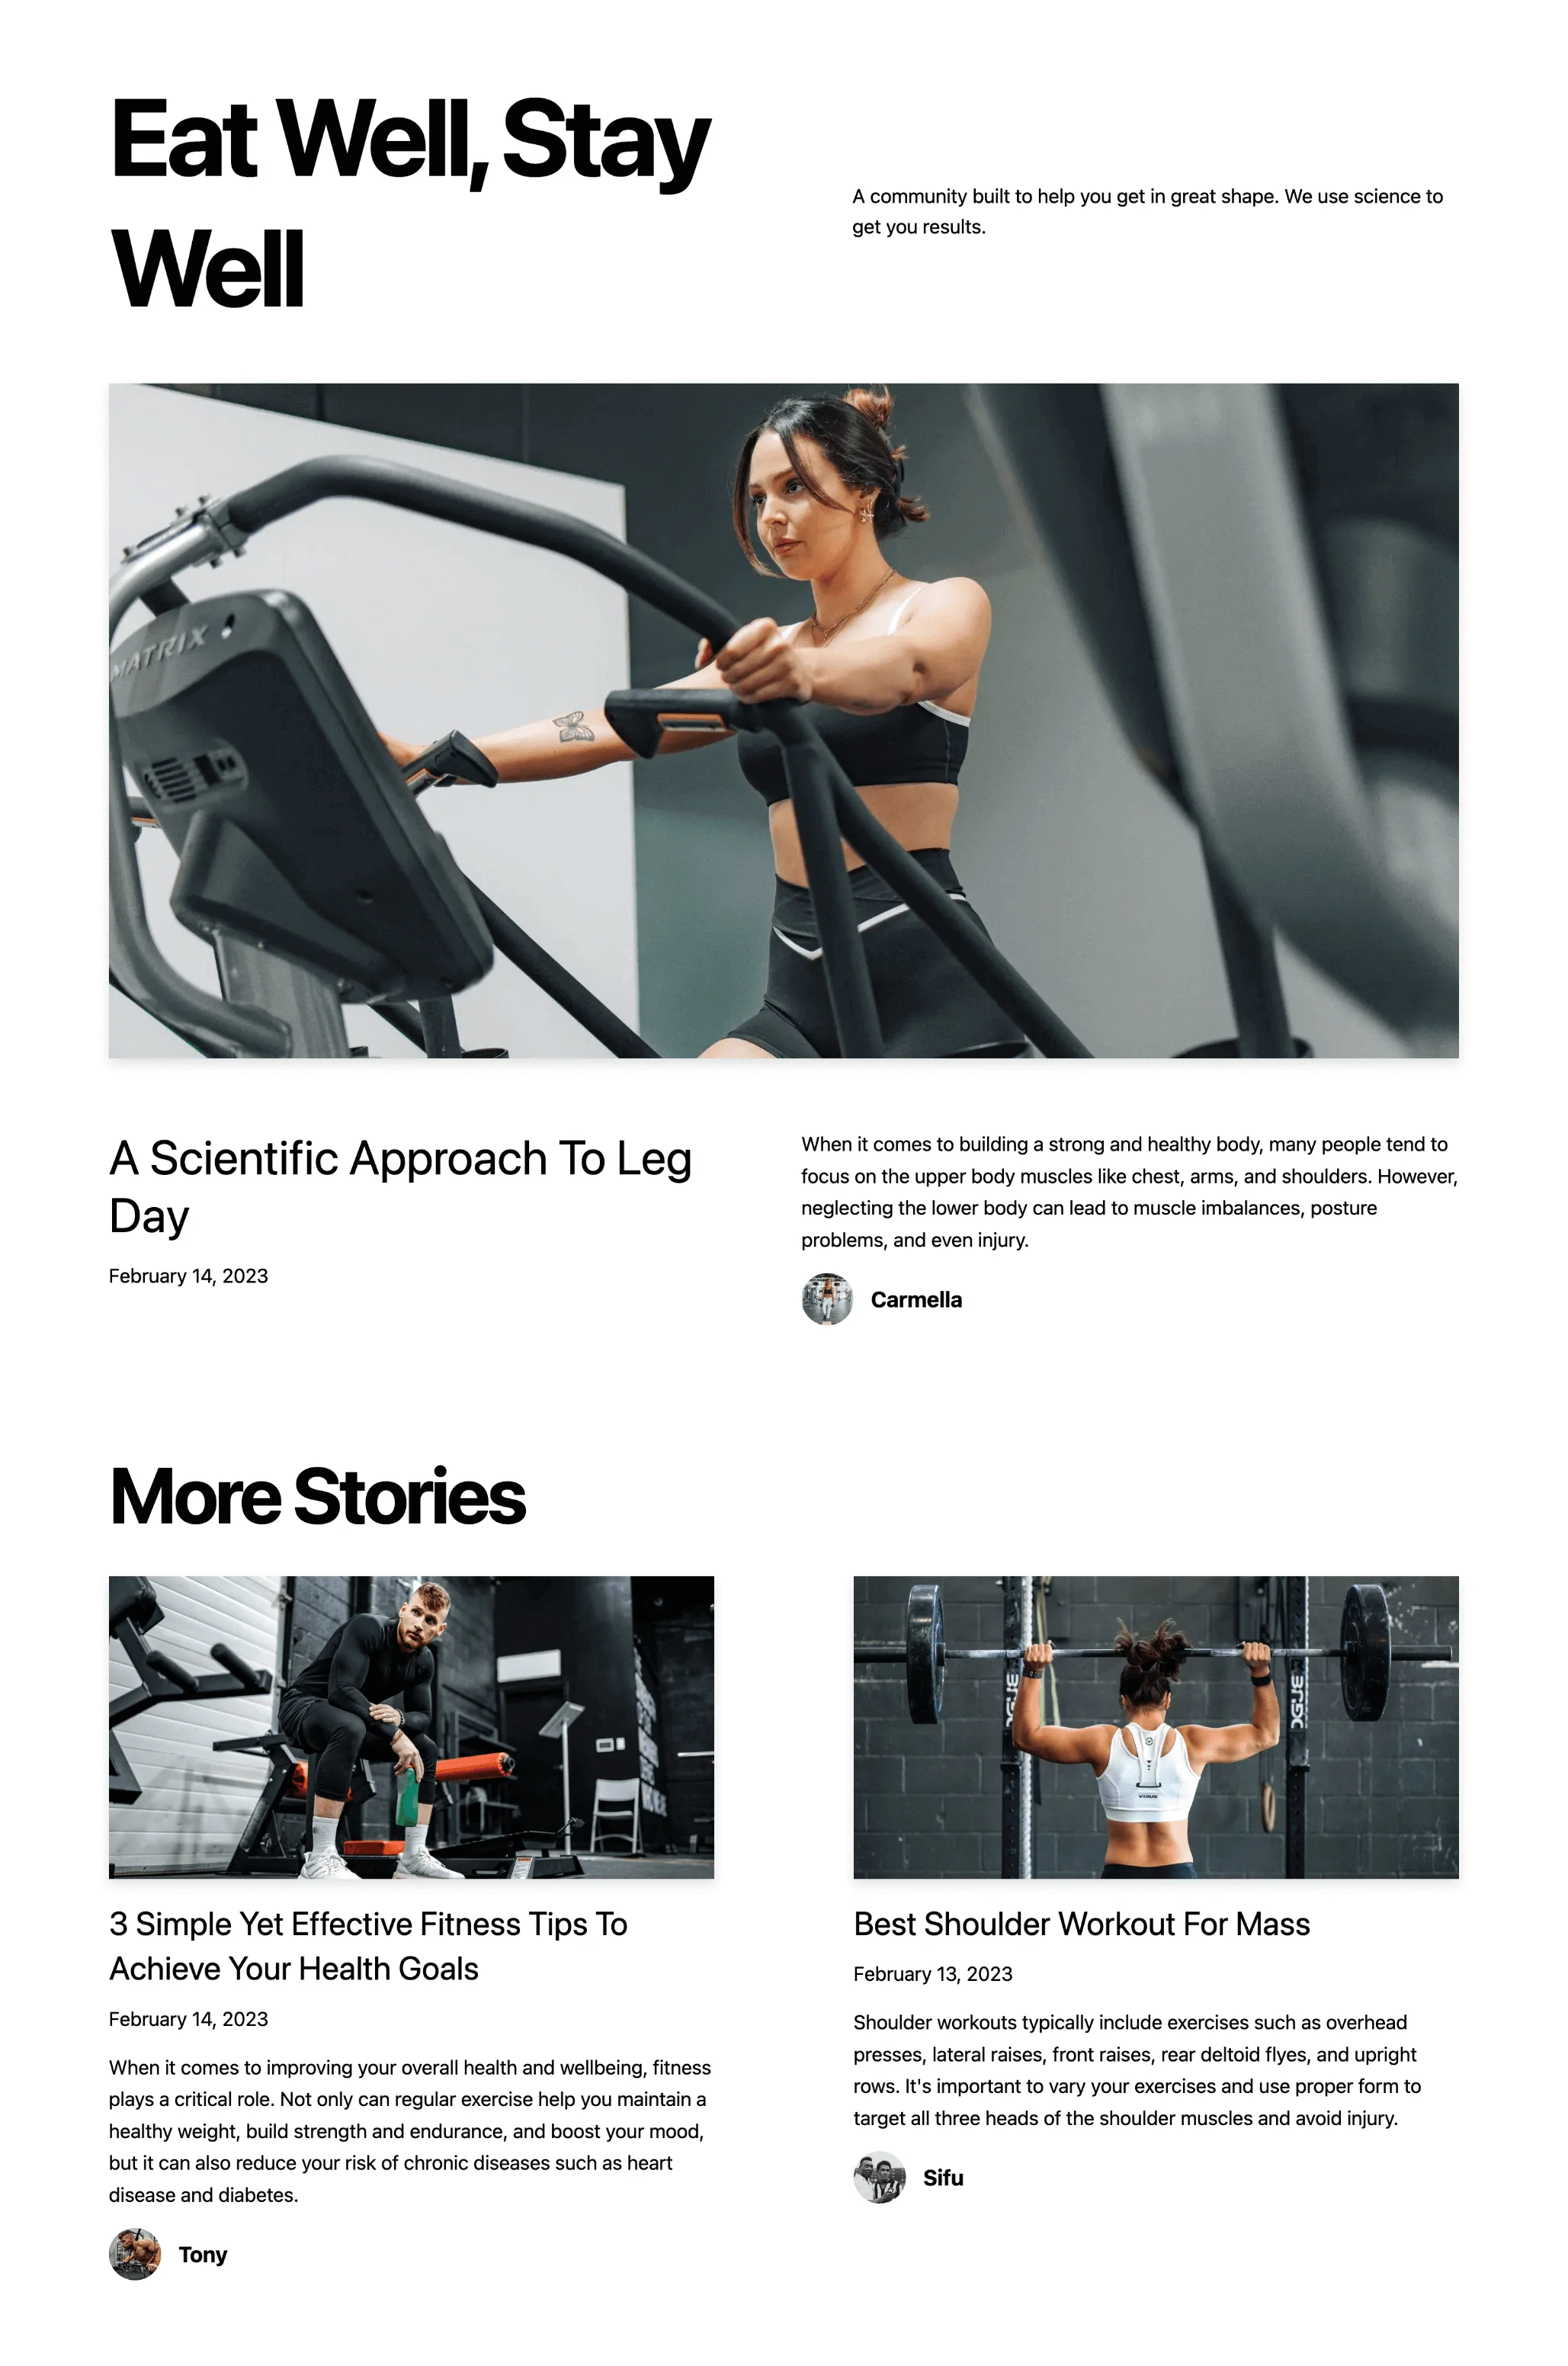 Eat Well, Stay
Well
A community built to help you get in great shape. We use science to
get you results.
MATRIX
A Scientific Approach To Leg
Day
February 14, 2023
When it comes to building a strong and healthy body, many people tend to
focus on the upper body muscles like chest, arms, and shoulders. However,
neglecting the lower body can lead to muscle imbalances, posture
problems, and even injury.
Carmella
More Stories
3 Simple Yet Effective Fitness Tips To
Achieve Your Health Goals
February 14, 2023
When it comes to improving your overall health and wellbeing, fitness
plays a critical role. Not only can regular exercise help you maintain a
healthy weight, build strength and endurance, and boost your mood,
but it can also reduce your risk of chronic diseases such as heart
disease and diabetes.
Tony
Best Shoulder Workout For Mass
February 13, 2023
Shoulder workouts typically include exercises such as overhead
presses, lateral raises, front raises, rear deltoid flyes, and upright
rows. It's important to vary your exercises and use proper form to
target all three heads of the shoulder muscles and avoid injury.
Sifu